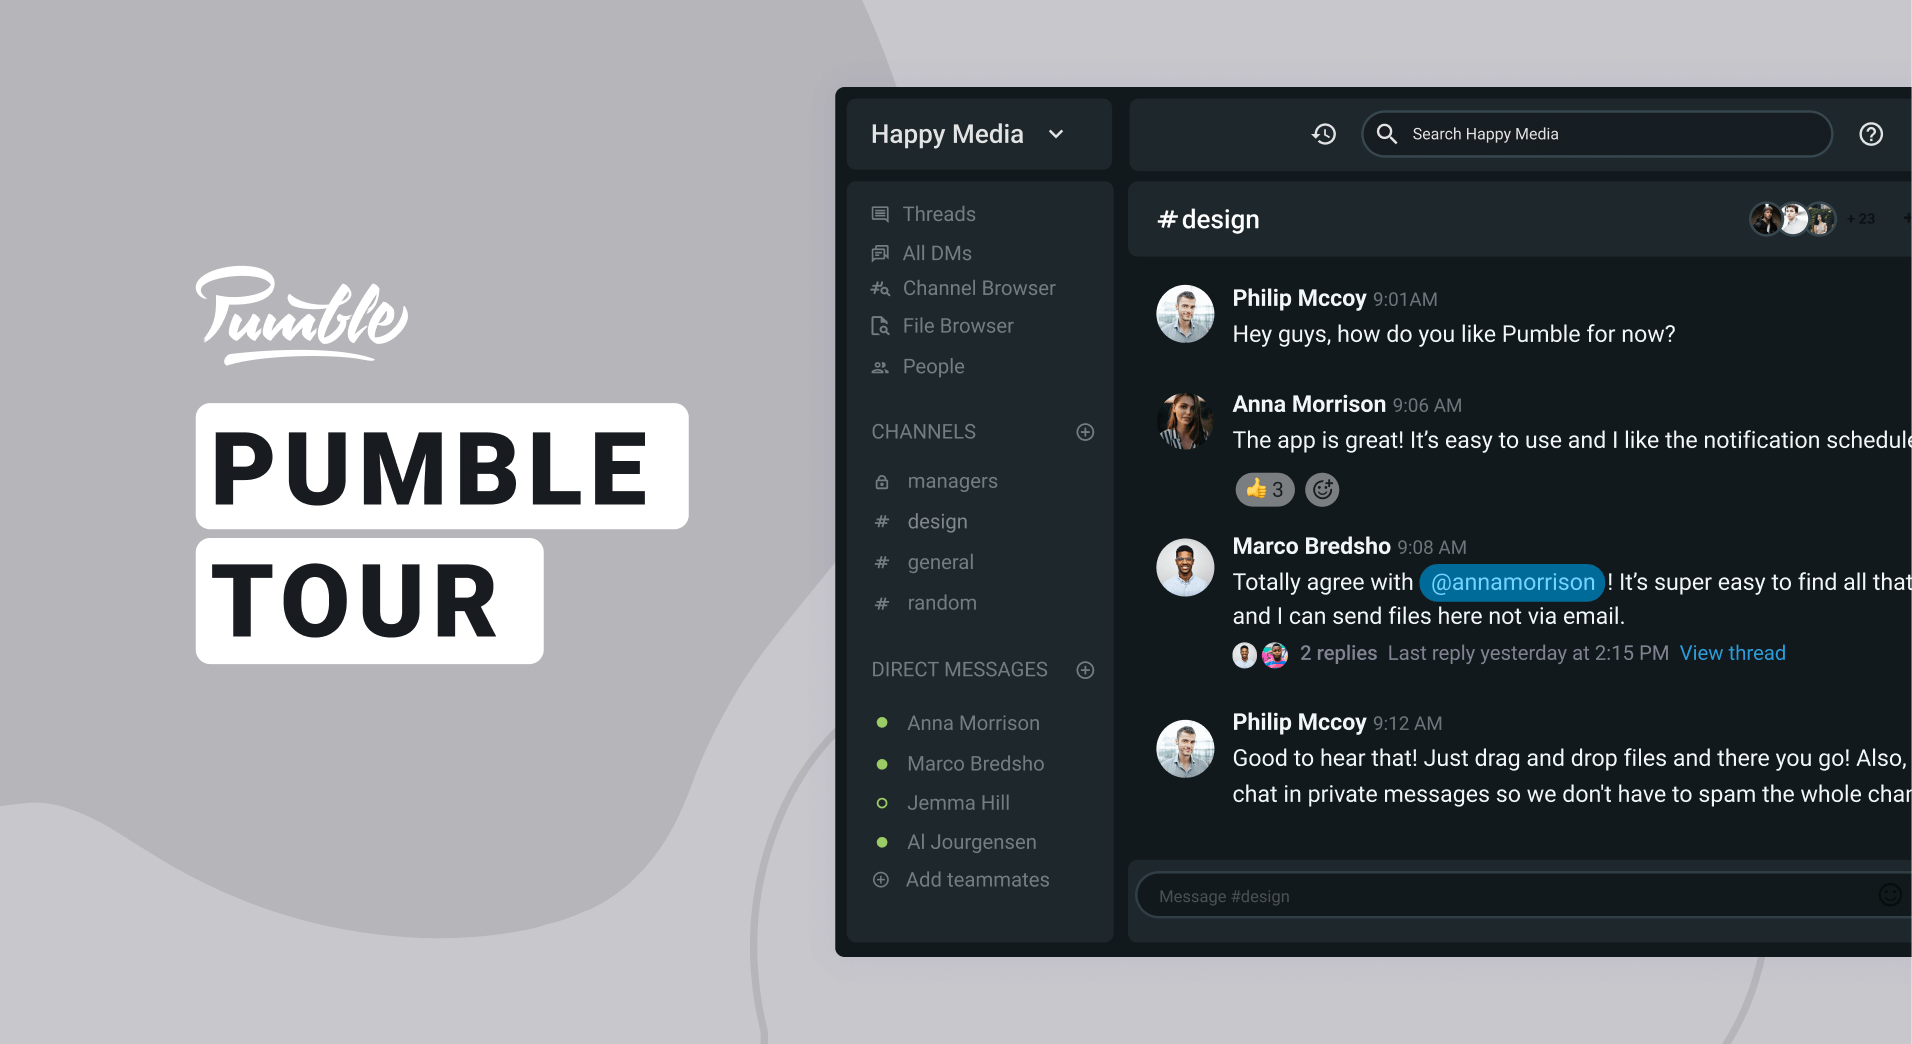 Pumble
PUMBLE
TOUR
Happy Media
Search Happy Media
Threads
All DMs
Channel Browser
File Browser
People
CHANNELS
managers
# design
# general
# random
DIRECT MESSAGES
Anna Morrison
Marco Bredsho
Jemma Hill
Al Jourgensen
Add teammates
# design
+ 23
Philip Mccoy 9:01AM
Hey guys, how do you like Pumble for now?
Anna Morrison 9:06 AM
The app is great! It’s easy to use and I like the notification schedule
👍 3
Marco Bredsho 9:08 AM
Totally agree with @annamorrison ! It’s super easy to find all that
and I can send files here not via email.
2 replies Last reply yesterday at 2:15 PM View thread
Philip Mccoy 9:12 AM
Good to hear that! Just drag and drop files and there you go! Also,
chat in private messages so we don't have to spam the whole
Message #design